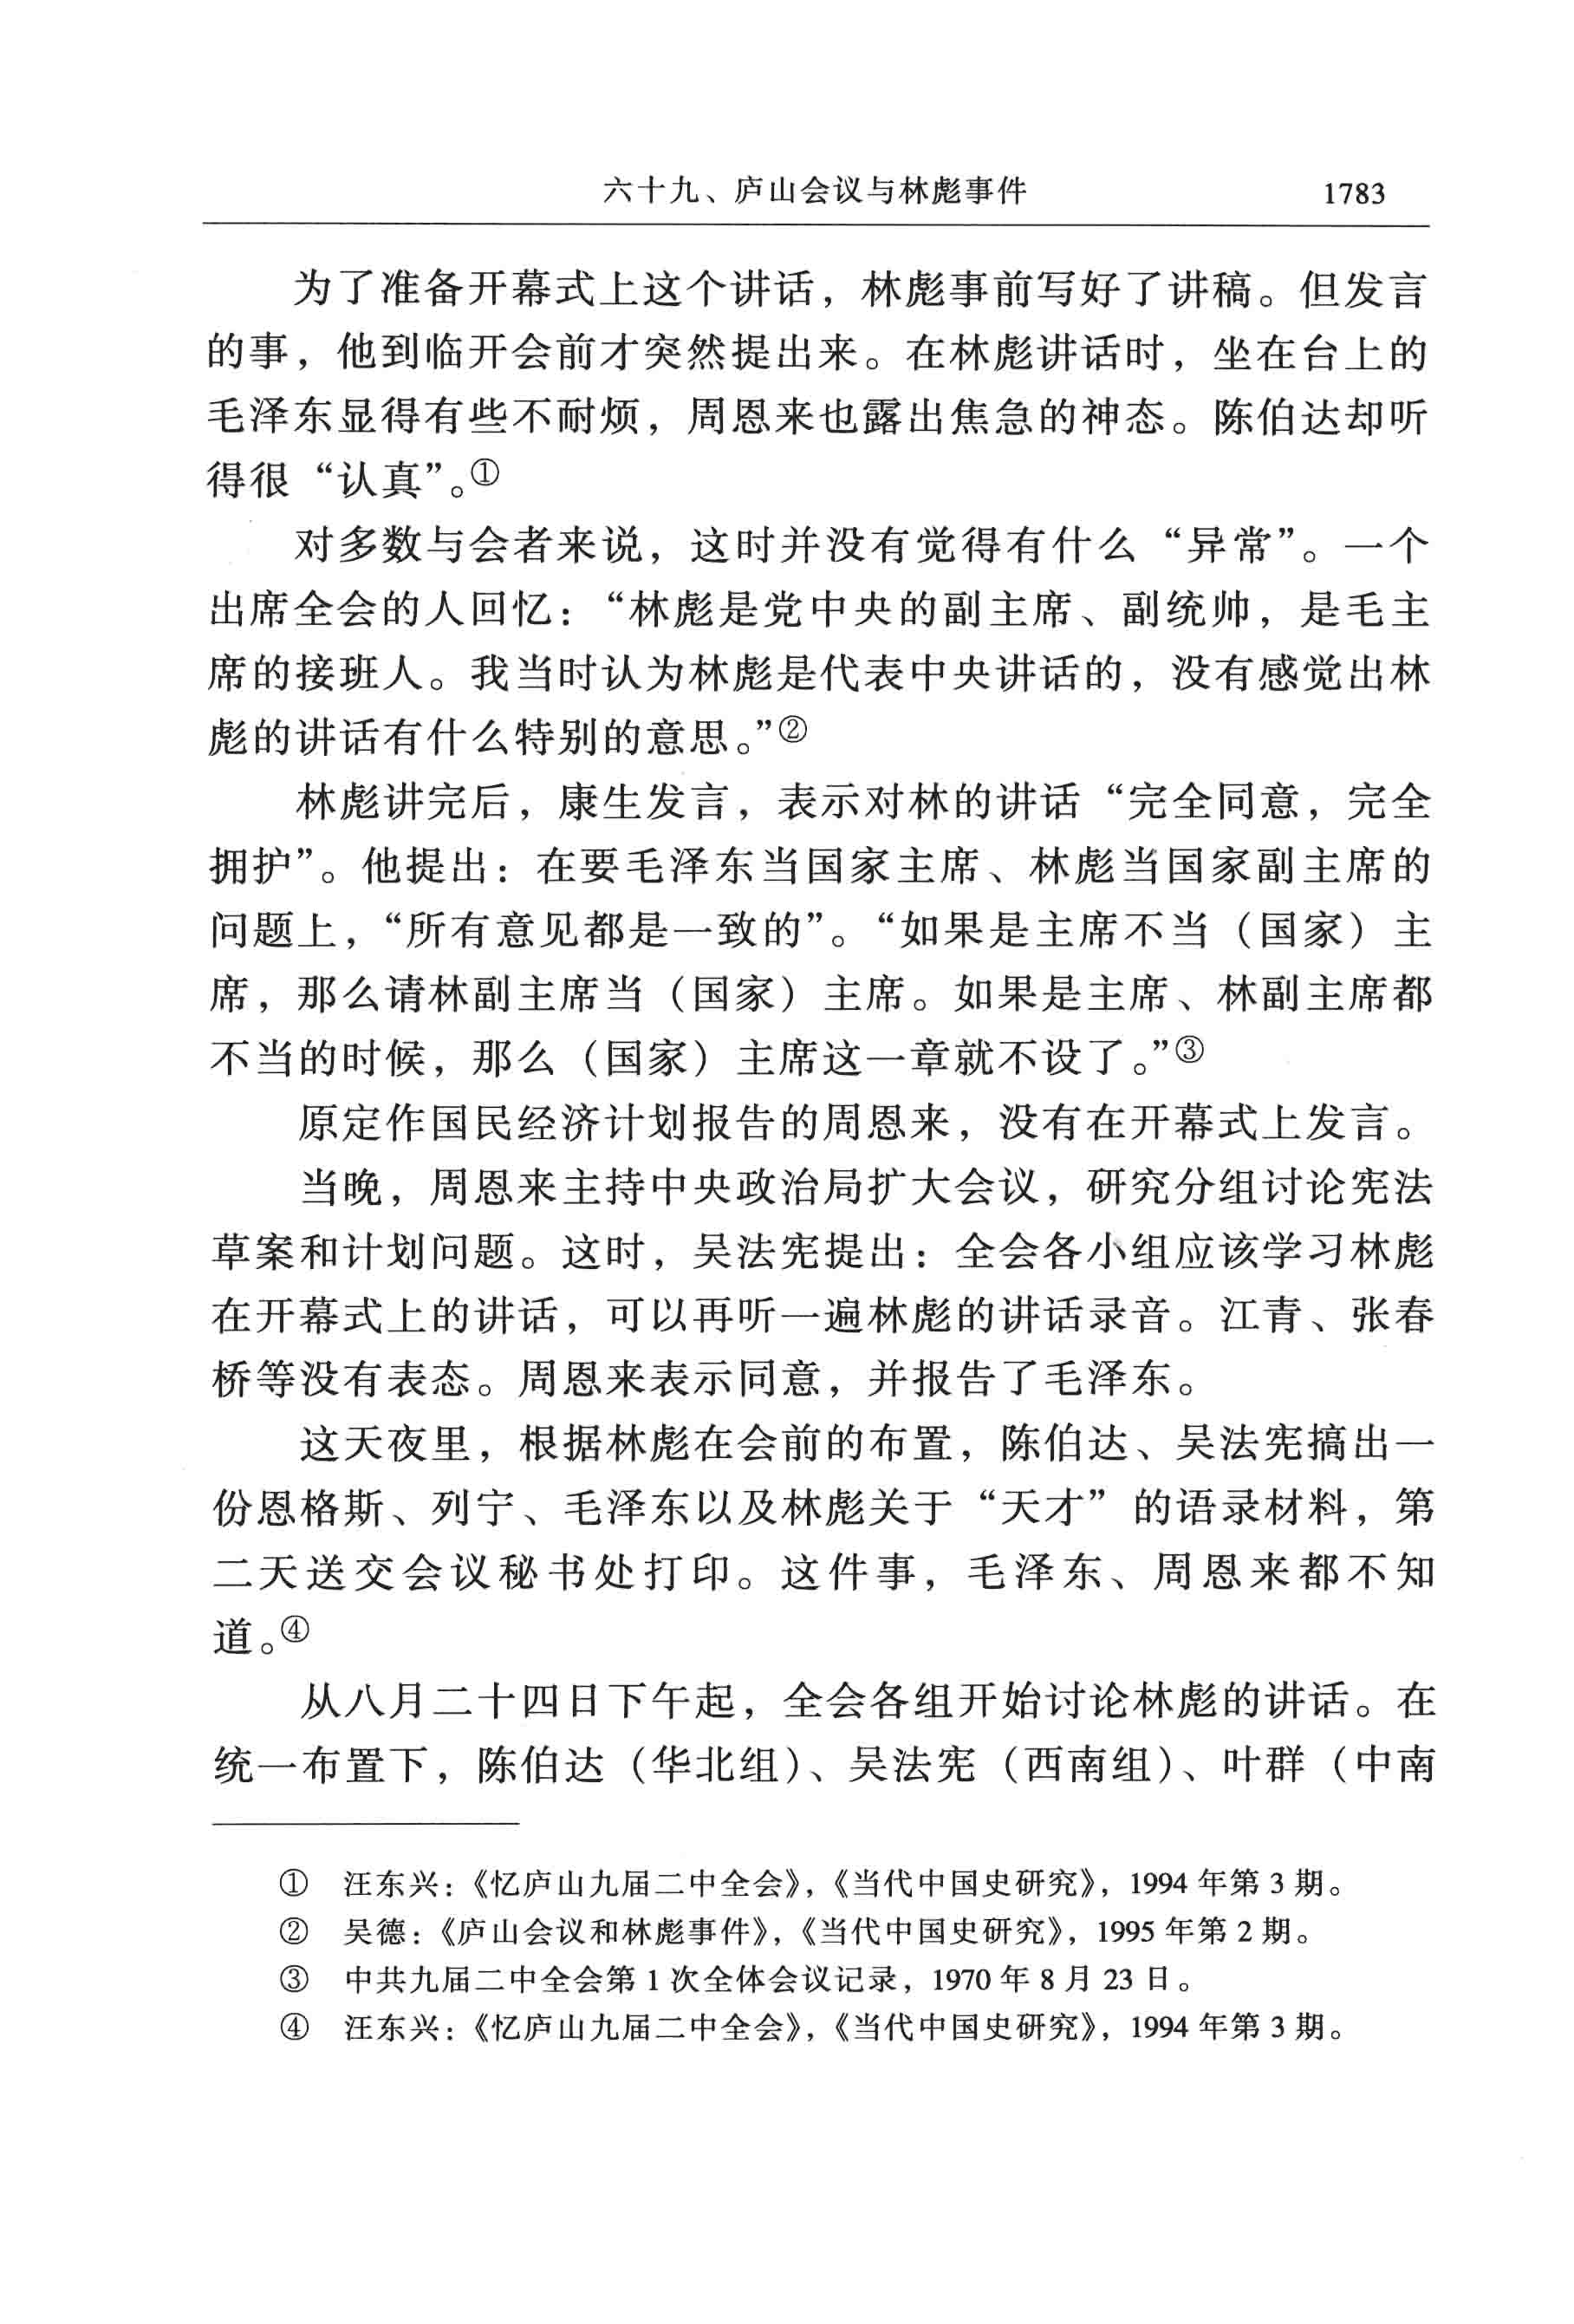 六十九、庐山会议与林彪事件 1783
为了准备开幕式上这个讲话，林彪事前写好了讲稿。但发言
的事，他到临开会前才突然提出来。在林彪讲话时，坐在台上的
毛泽东显得有些不耐烦，周恩来也露出焦急的神态。陈伯达却听
得很“认真”。①
对多数与会者来说，这时并没有觉得有什么“异常”。一个
出席全会的人回忆：“林彪是党中央的副主席、副统帅，是毛主
席的接班人。我当时认为林彪是代表中央讲话的，没有感觉出林
彪的讲话有什么特别的意思。”②
林彪讲完后，康生发言，表示对林的讲话“完全同意，完全
拥护”。他提出：在要毛泽东当国家主席、林彪当国家副主席的
问题上，“所有意见都是一致的”。“如果是主席不当（国家）主
席，那么请林副主席当（国家）主席。如果是主席、林副主席都
不当的时候，那么（国家）主席这一章就不设了。”③
原定作国民经济计划报告的周恩来，没有在开幕式上发言。
当晚，周恩来主持中央政治局扩大会议，研究分组讨论宪法
草案和计划问题。这时，吴法宪提出：全会各小组应该学习林彪
在开幕式上的讲话，可以再听一遍林彪的讲话录音。江青、张春
桥等没有表态。周恩来表示同意，并报告了毛泽东。
这天夜里，根据林彪在会前的布置，陈伯达、吴法宪搞出一
份恩格斯、列宁、毛泽东以及林彪关于“天才”的语录材料，第
二天送交会议秘书处打印。这件事，毛泽东、周恩来都不知
道。④
从八月二十四日下午起，全会各组开始讨论林彪的讲话。在
统一布置下，陈伯达（华北组）、吴法宪（西南组）、叶群（中南
① 汪东兴：《忆庐山九届二中全会》，《当代中国史研究》，1994 年第 3 期。
② 吴德：《庐山会议和林彪事件》，《当代中国史研究》，1995 年第 2 期。
③ 中共九届二中全会第 1 次全体会议记录，1970 年 8 月 23 日。
④ 汪东兴：《忆庐山九届二中全会》，《当代中国史研究》，1994 年第 3 期。